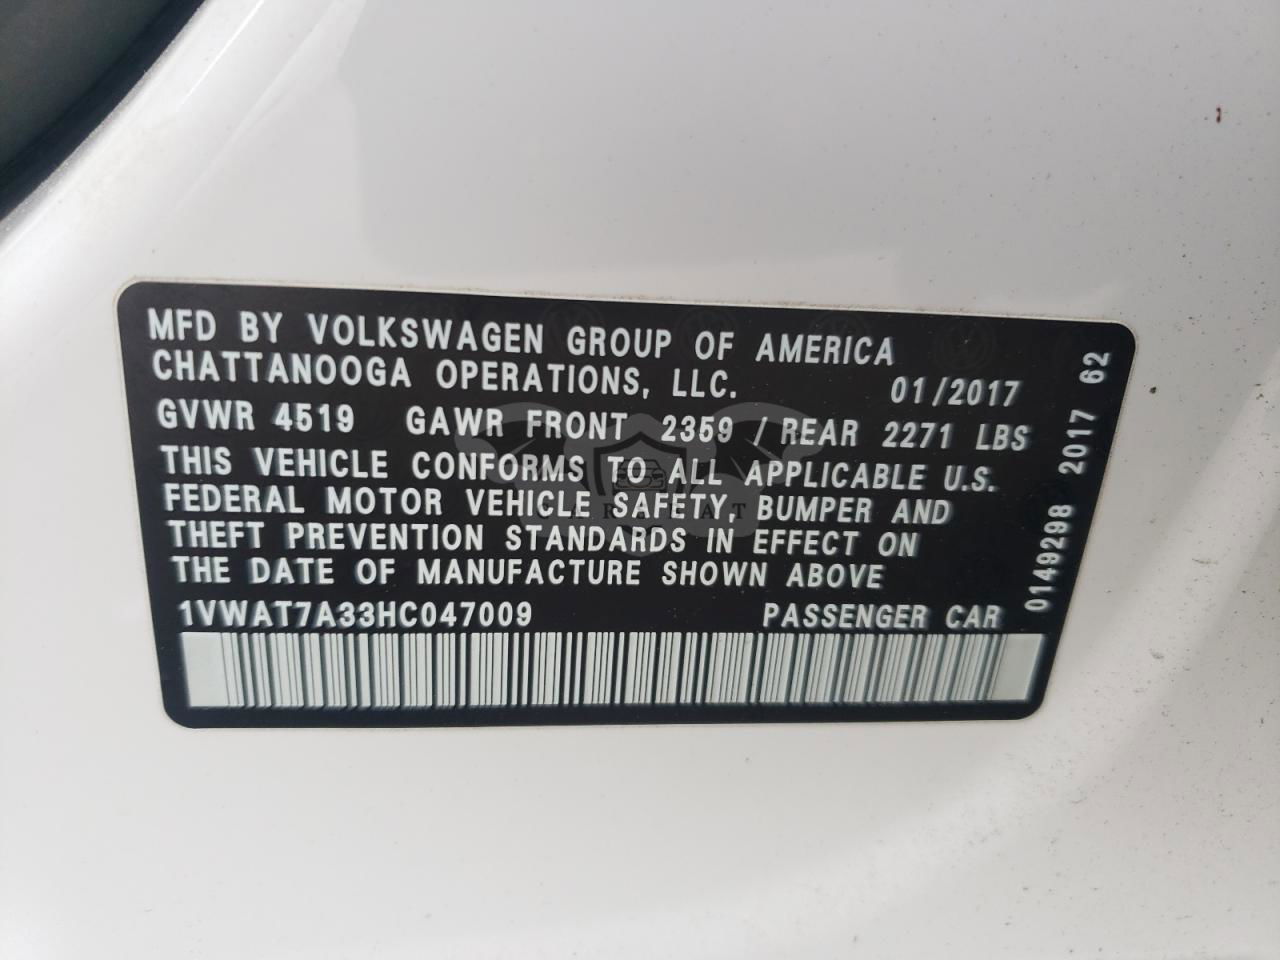 MFD BY VOLKSWAGEN GROUP OF AMERICA
CHATTANOOGA OPERATIONS, LLC. 01/2017
GVWR 4519 GAWR FRONT 2359 / REAR 2271 LBS
THIS VEHICLE CONFORMS TO ALL APPLICABLE U.S.
FEDERAL MOTOR VEHICLE SAFETY, BUMPER AND
THEFT PREVENTION STANDARDS IN EFFECT ON
THE DATE OF MANUFACTURE SHOWN ABOVE
1VWAT7A33HC047009 PASSENGER CAR
0149298 2017 62